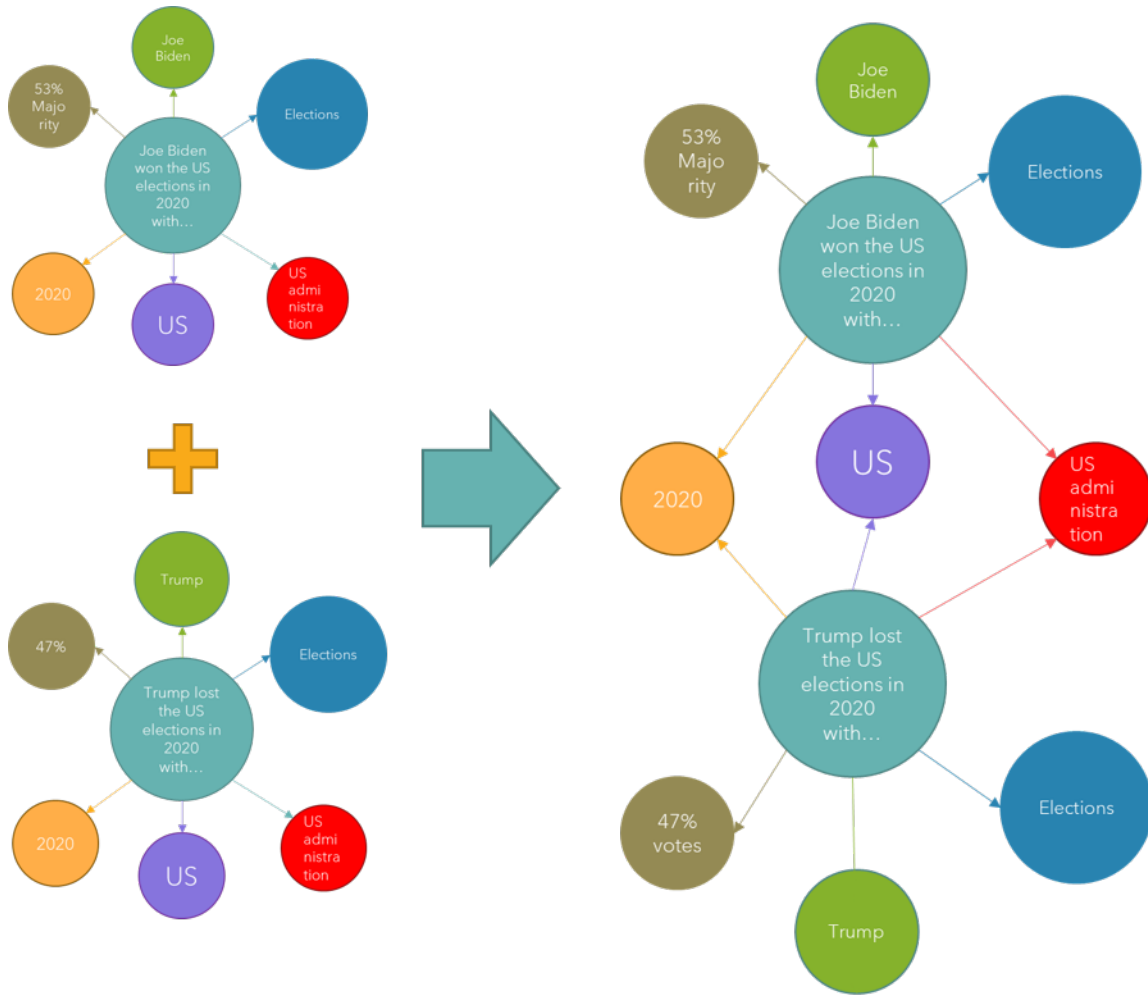 Joe
Biden
53%
Majo
rity
Elections
Joe Biden
won the US
elections in
2020
with…
2020
US
US
admi
nistra
tion
Trump
47%
Elections
Trump lost
the US
elections in
2020
with…
2020
US
US
admi
nistra
tion
Joe
Biden
53%
Majo
rity
Elections
Joe Biden
won the US
elections in
2020
with…
2020
US
US
admi
nistra
tion
Trump lost
the US
elections in
2020
with…
47%
votes
Elections
Trump